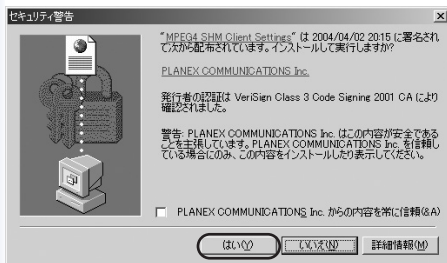 セキュリティ警告
"MPEG4 SHM Client Settings" は 2004/04/02 20:15 に署名され
て次から配布されています。インストールして実行しますか?
PLANEX COMMUNICATIONS Inc.
発行者の認証は VeriSign Class 3 Code Signing 2001 CA により
確認されました。
警告: PLANEX COMMUNICATIONS Inc. はこの内容が安全である
ことを主張しています。PLANEX COMMUNICATIONS Inc. を信頼し
ている場合にのみ、この内容をインストールしたり表示してください。
PLANEX COMMUNICATIONS Inc. からの内容を常に信頼(&A)
はい(Y)
いいえ(N)
詳細情報(M)